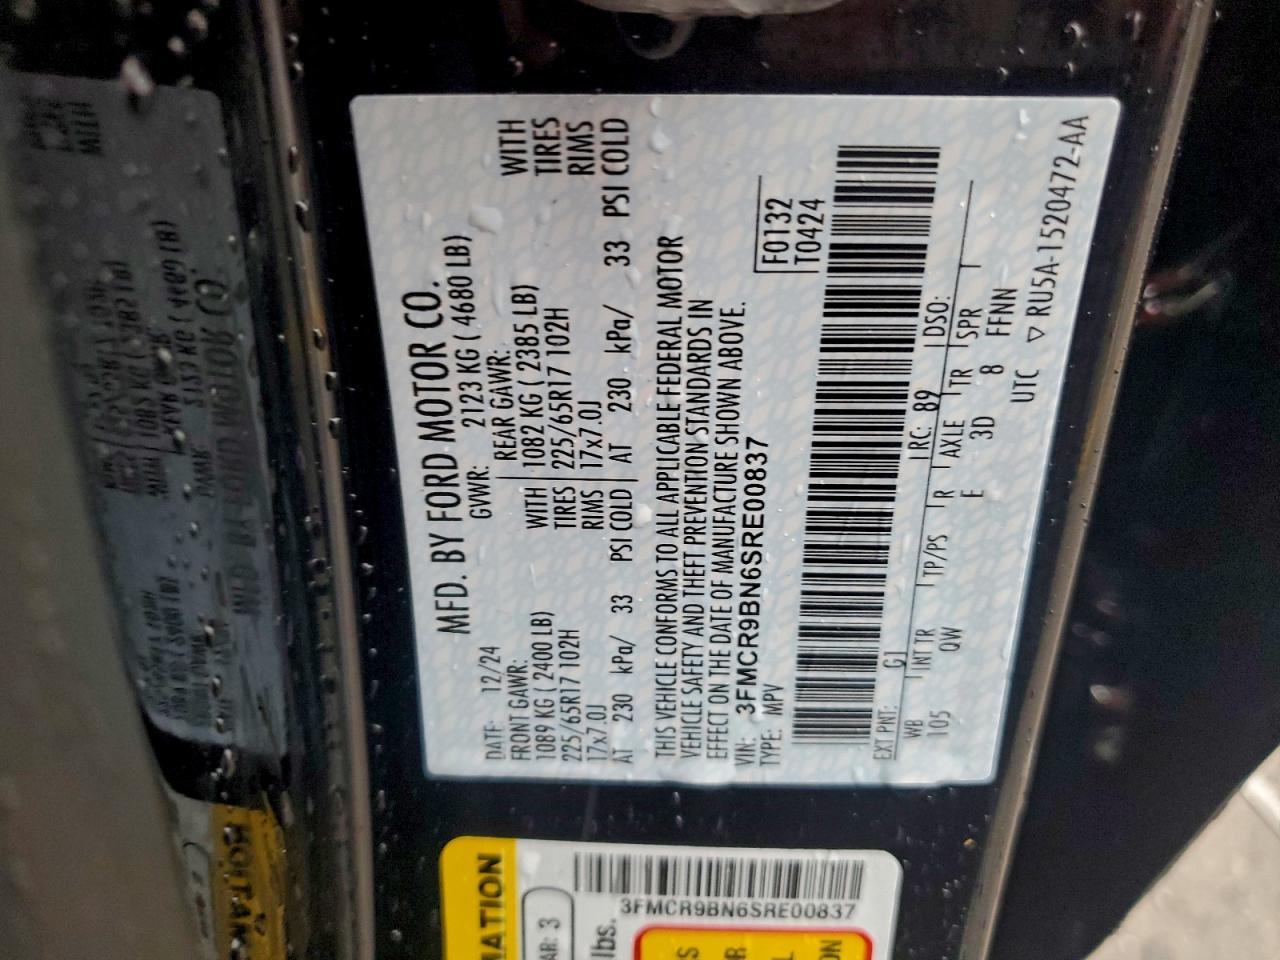 MFD. BY FORD MOTOR CO.
DATE: 12/24 GVWR: 2123 KG ( 4680 LB)
FRONT GAWR: REAR GAWR:
1089 KG ( 2400 LB) WITH 1082 KG ( 2385 LB) WITH
225/65R17 102H TIRES 225/65R17 102H TIRES
17x7.0J RIMS 17x7.0J RIMS
AT 230 kPa/ 33 PSI COLD AT 230 kPa/ 33 PSI COLD
THIS VEHICLE CONFORMS TO ALL APPLICABLE FEDERAL MOTOR
VEHICLE SAFETY AND THEFT PREVENTION STANDARDS IN
EFFECT ON THE DATE OF MANUFACTURE SHOWN ABOVE.
VIN: 3FMCR9BN6SRE00837
TYPE: MPV
F0132
T0424
EXT PNT: G1 RC: 89 DSO:
WB INT TR TP/PS R AXLE TR SPR
105 QW E 3D 8 FFNN
UTC ▽ RU5A-1520472-AA
3FMCR9BN6SRE00837
AR: 3
lbs.